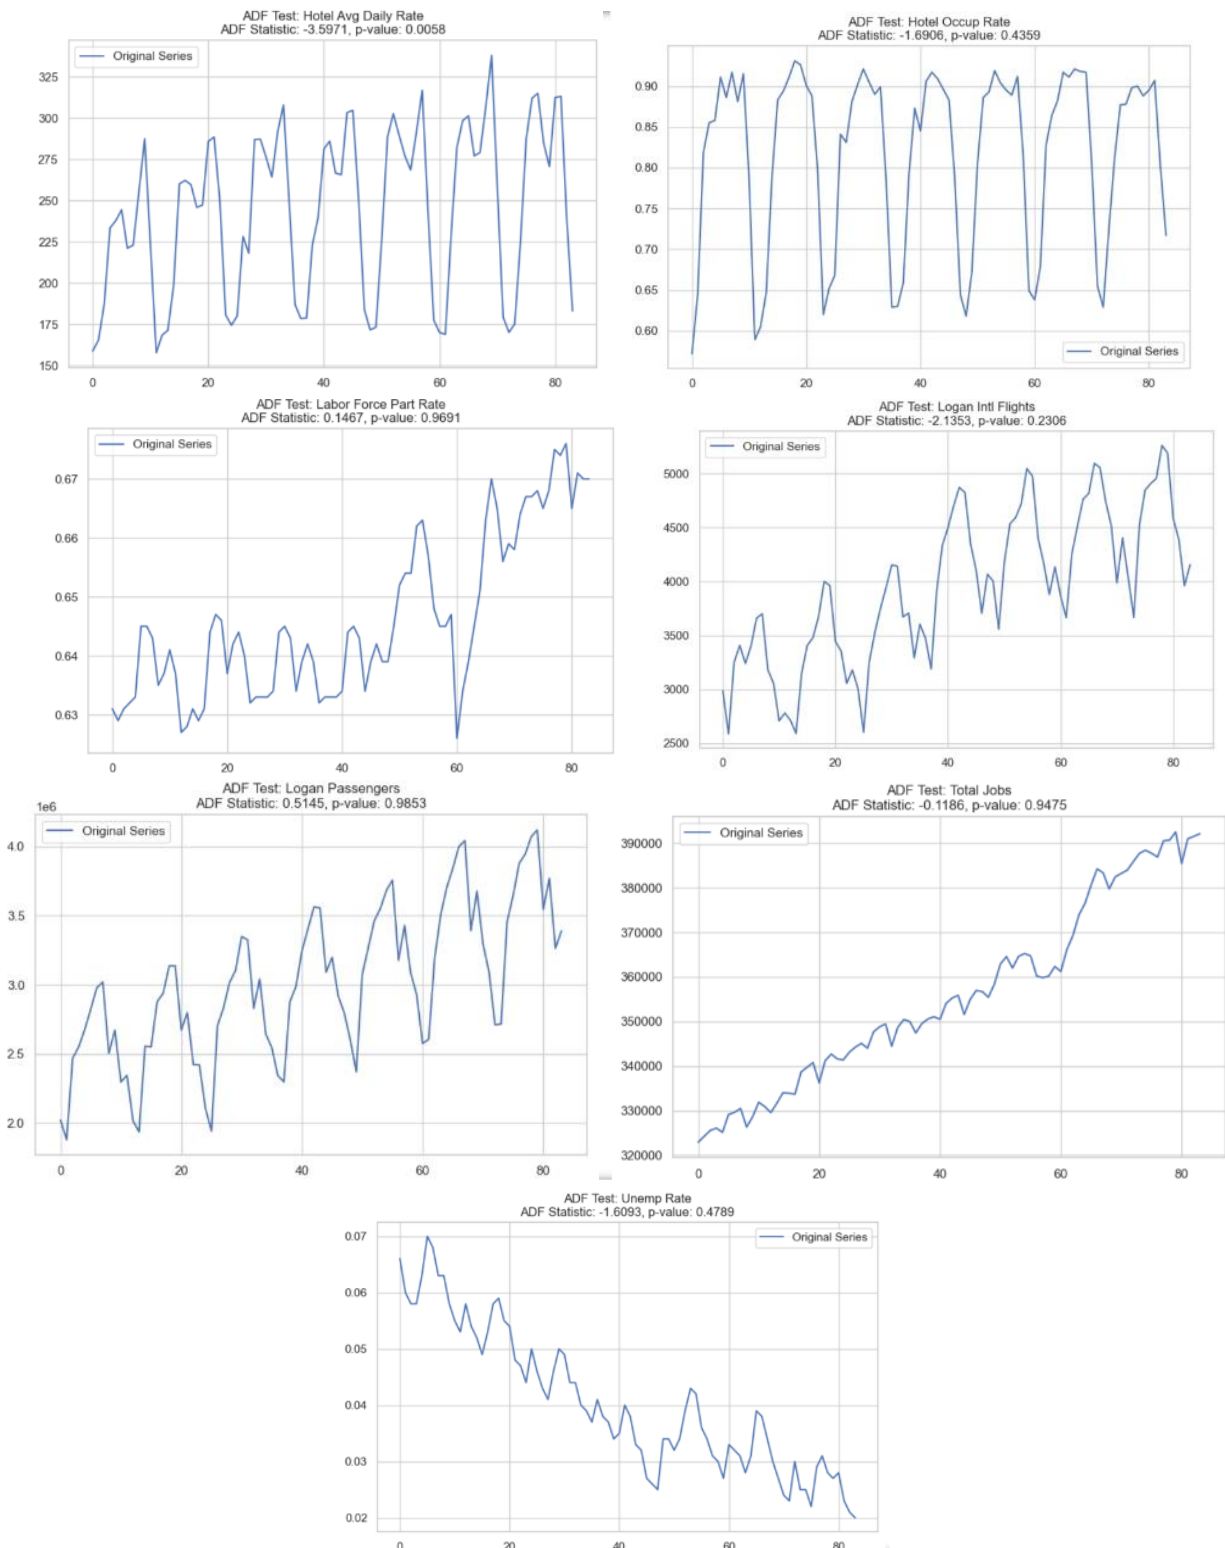 ADF Test: Hotel Avg Daily Rate
ADF Statistic: -3.5971, p-value: 0.0058
Original Series
325
300
275
250
225
200
175
150
0 20 40 60 80
ADF Test: Hotel Occup Rate
ADF Statistic: -1.6906, p-value: 0.4359
0.90
0.85
0.80
0.75
0.70
0.65
0.60
Original Series
0 20 40 60 80
ADF Test: Labor Force Part Rate
ADF Statistic: 0.1467, p-value: 0.9691
Original Series
0.67
0.66
0.65
0.64
0.63
0 20 40 60 80
ADF Test: Logan Intl Flights
ADF Statistic: -2.1353, p-value: 0.2306
Original Series
5000
4500
4000
3500
3000
2500
0 20 40 60 80
ADF Test: Logan Passengers
ADF Statistic: 0.5145, p-value: 0.9853
1e6
Original Series
4.0
3.5
3.0
2.5
2.0
0 20 40 60 80
ADF Test: Total Jobs
ADF Statistic: -0.1186, p-value: 0.9475
Original Series
390000
380000
370000
360000
350000
340000
330000
320000
0 20 40 60 80
ADF Test: Unemp Rate
ADF Statistic: -1.6093, p-value: 0.4789
Original Series
0.07
0.06
0.05
0.04
0.03
0.02
0 20 40 60 80